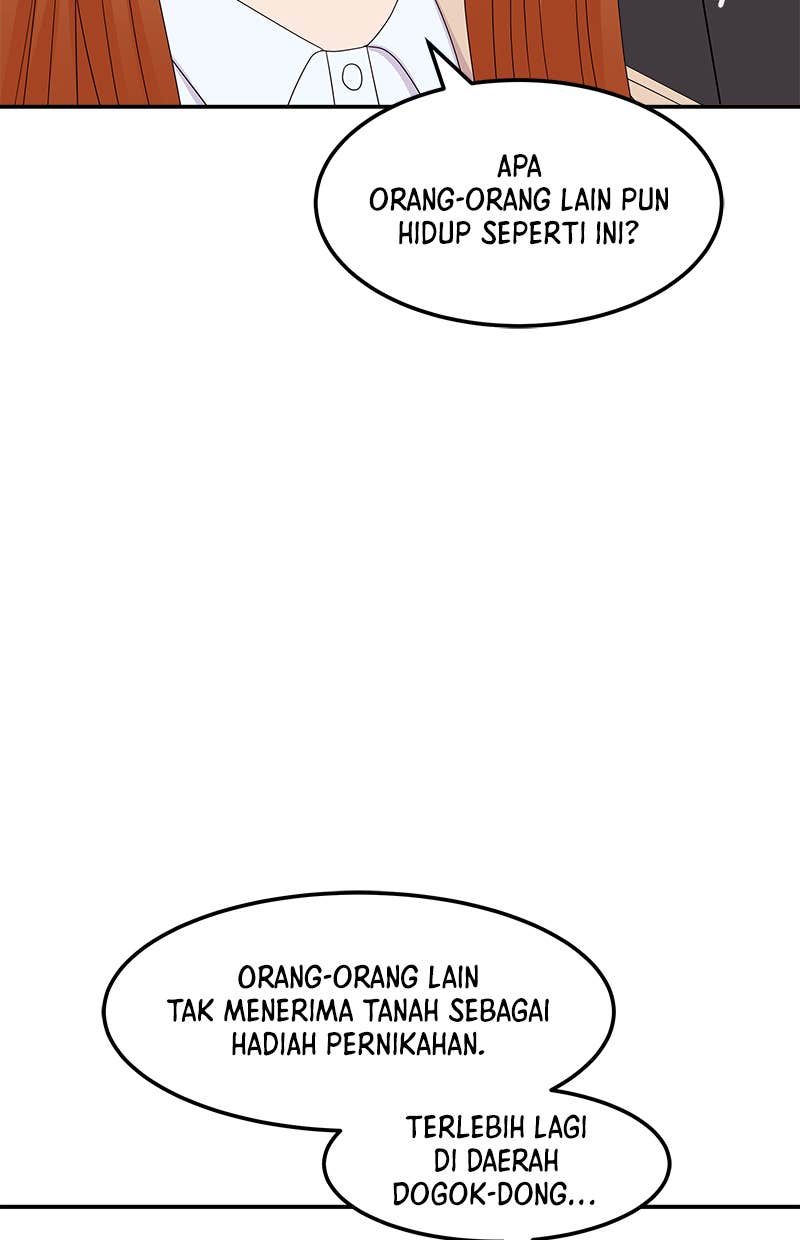 APA
ORANG-ORANG LAIN PUN
HIDUP SEPERTI INI?
ORANG-ORANG LAIN
TAK MENERIMA TANAH SEBAGAI
HADIAH PERNIKAHAN.
TERLEBIH LAGI
DI DAERAH
DOGOK-DONG...